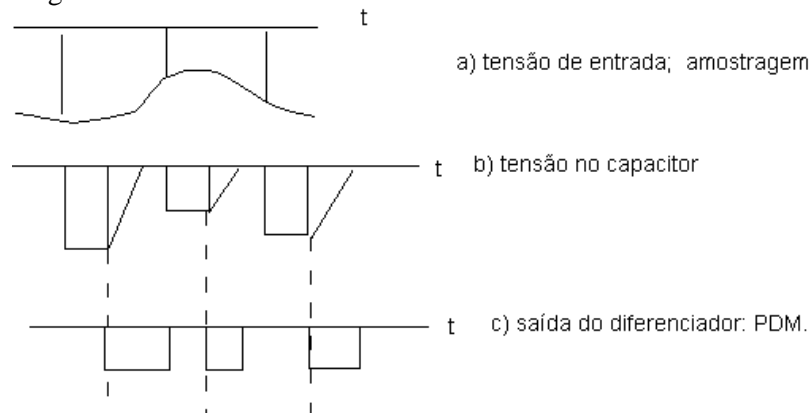 t
a) tensão de entrada; amostragem
t b) tensão no capacitor
t c) saída do diferenciador: PDM.